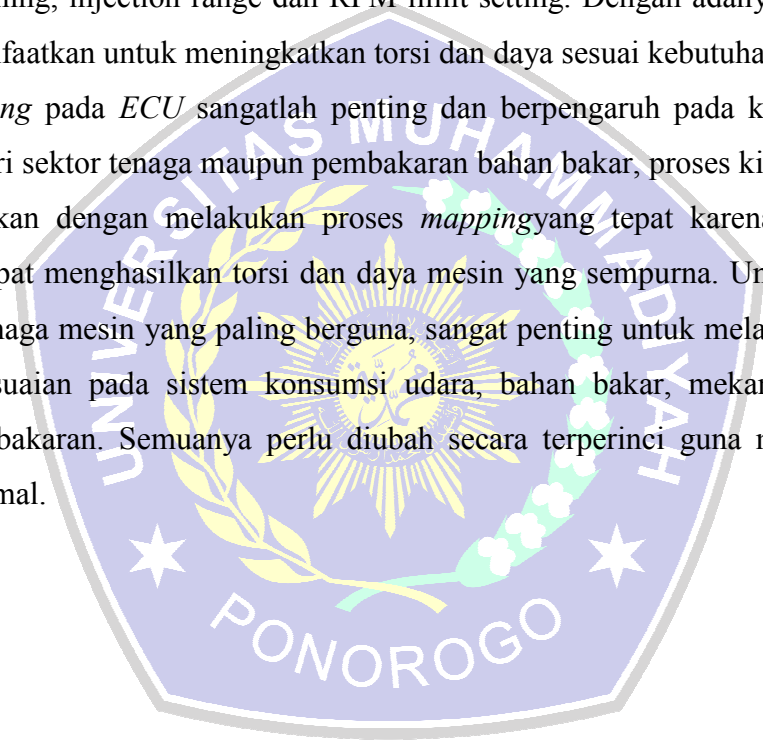 ning, injection range dan RPM limit setting. Dengan adany
faatkan untuk meningkatkan torsi dan daya sesuai kebutuha
ng pada ECU sangatlah penting dan berpengaruh pada k
ri sektor tenaga maupun pembakaran bahan bakar, proses ki
kan dengan melakukan proses mappingyang tepat karena
pat menghasilkan torsi dan daya mesin yang sempurna. Un
naga mesin yang paling berguna, sangat penting untuk mela
suaian pada sistem konsumsi udara, bahan bakar, mekan
bakaran. Semuanya perlu diubah secara terperinci guna m
mal.
UNIVERSITAS MUHAMMADIYAH
PONOROGO